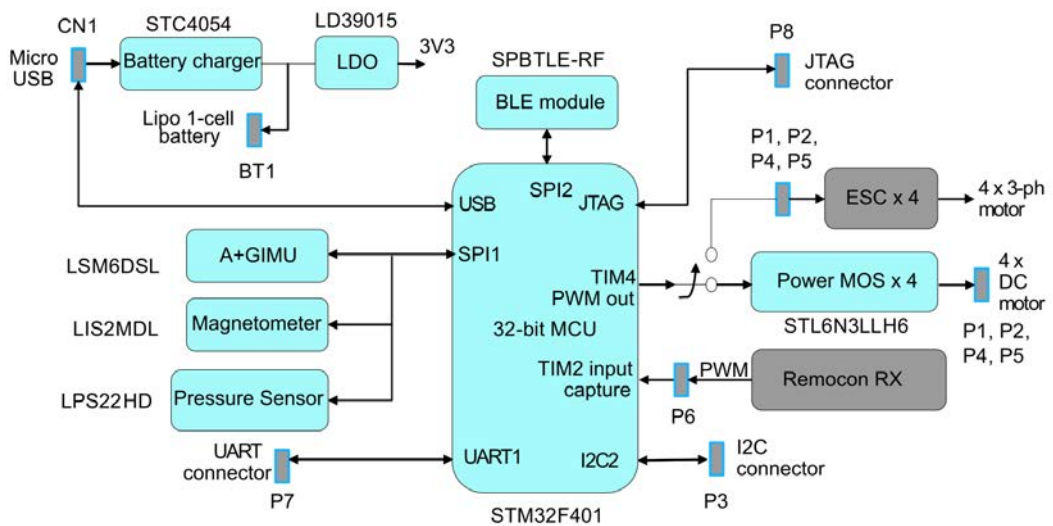 CN1
STC4054
LD39015
Micro
USB
Battery charger
LDO
3V3
Lipo 1-cell
battery
BT1
SPBTLE-RF
BLE module
P8
JTAG
connector
SPI2
USB
JTAG
P1, P2,
P4, P5
ESC x 4
4 x 3-ph
motor
LSM6DSL
A+GIMU
SPI1
TIM4
PWM out
Power MOS x 4
4 x
DC
motor
STL6N3LLH6
P1, P2,
P4, P5
LIS2MDL
Magnetometer
32-bit MCU
TIM2 input
capture
PWM
P6
Remocon RX
LPS22HD
Pressure Sensor
UART
connector
P7
UART1
I2C2
I2C
connector
P3
STM32F401